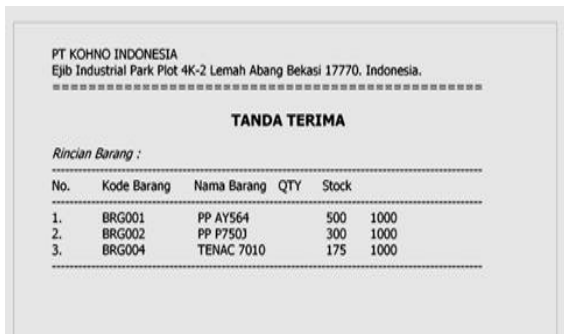 PT KOHNO INDONESIA
Ejib Industrial Park Plot 4K-2 Lemah Abang Bekasi 17770. Indonesia.
TANDA TERIMA
Rincian Barang :
No. Kode Barang Nama Barang QTY Stock
1. BRG001 PP AY564 500 1000
2. BRG002 PP P750J 300 1000
3. BRG004 TENAC 7010 175 1000